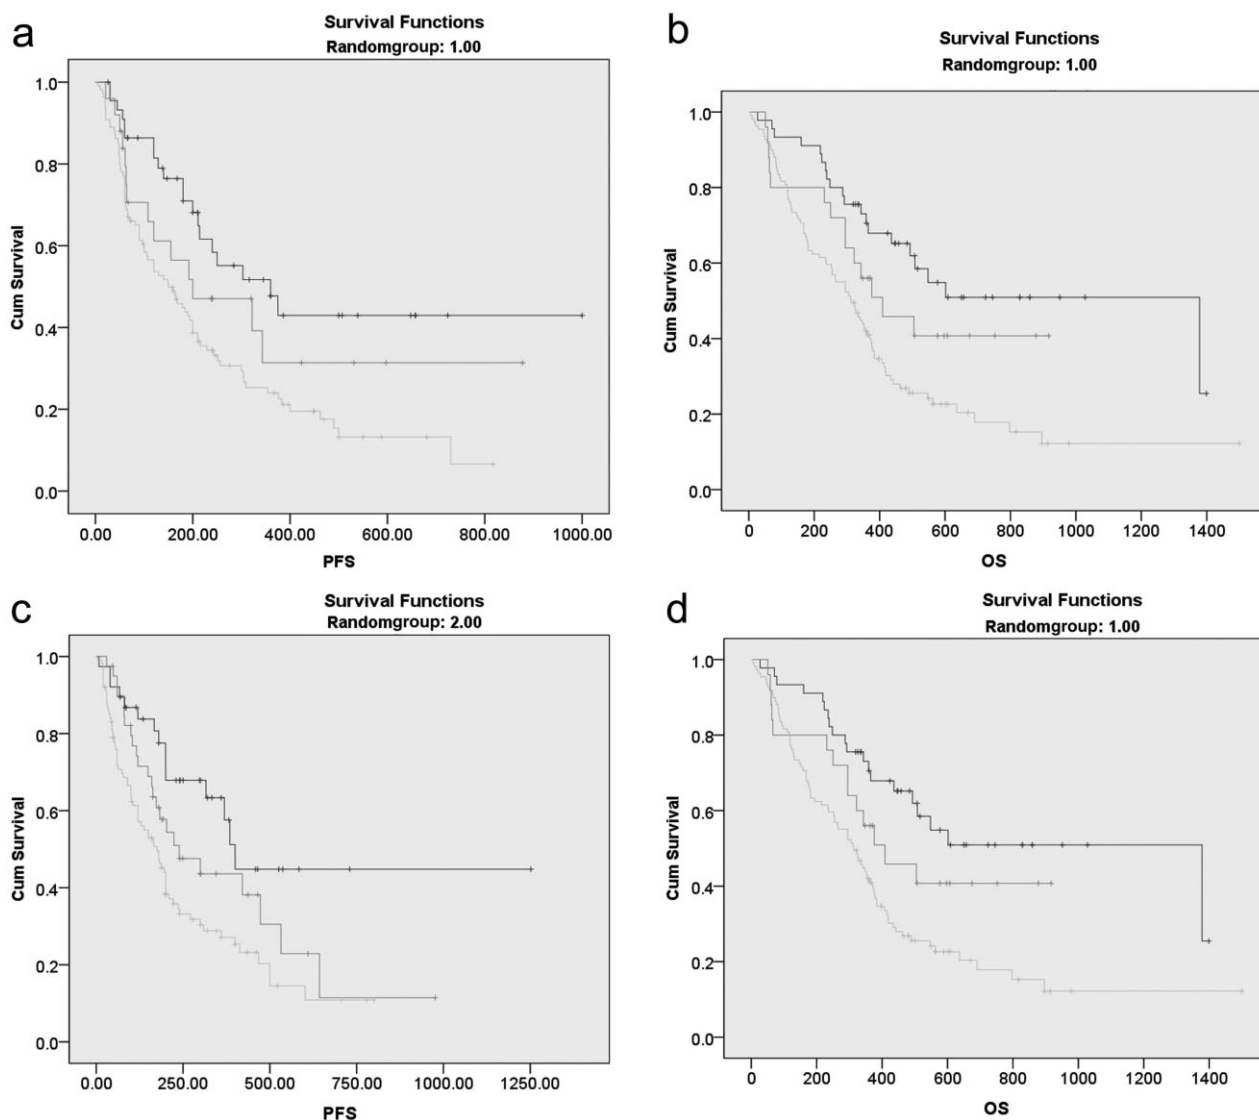 a
Survival Functions
Randomgroup: 1.00
1.0
0.8
0.6
0.4
0.2
0.0
Cum Survival
0.00 200.00 400.00 600.00 800.00 1000.00
PFS
b
Survival Functions
Randomgroup: 1.00
1.0
0.8
0.6
0.4
0.2
0.0
Cum Survival
0 200 400 600 800 1000 1200 1400
OS
c
Survival Functions
Randomgroup: 2.00
1.0
0.8
0.6
0.4
0.2
0.0
Cum Survival
0.00 250.00 500.00 750.00 1000.00 1250.00
PFS
d
Survival Functions
Randomgroup: 1.00
1.0
0.8
0.6
0.4
0.2
0.0
Cum Survival
0 200 400 600 800 1000 1200 1400
OS